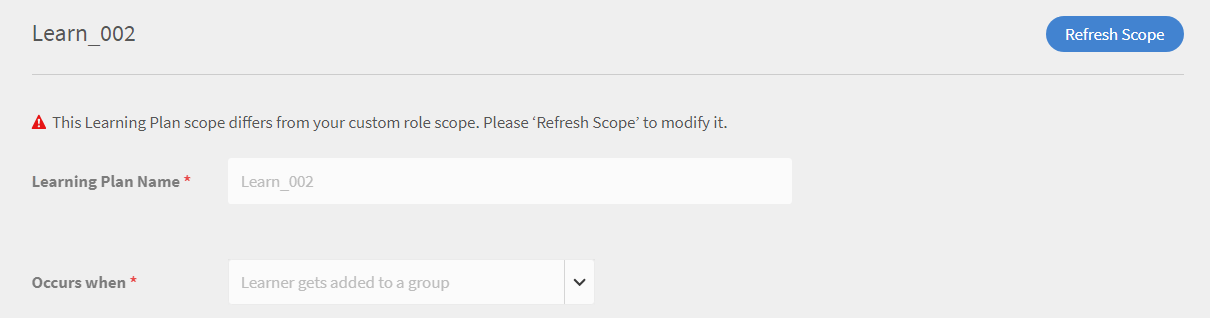 Learn_002
Refresh Scope
This Learning Plan scope differs from your custom role scope. Please ‘Refresh Scope’ to modify it.
Learning Plan Name *
Learn_002
Occurs when *
Learner gets added to a group